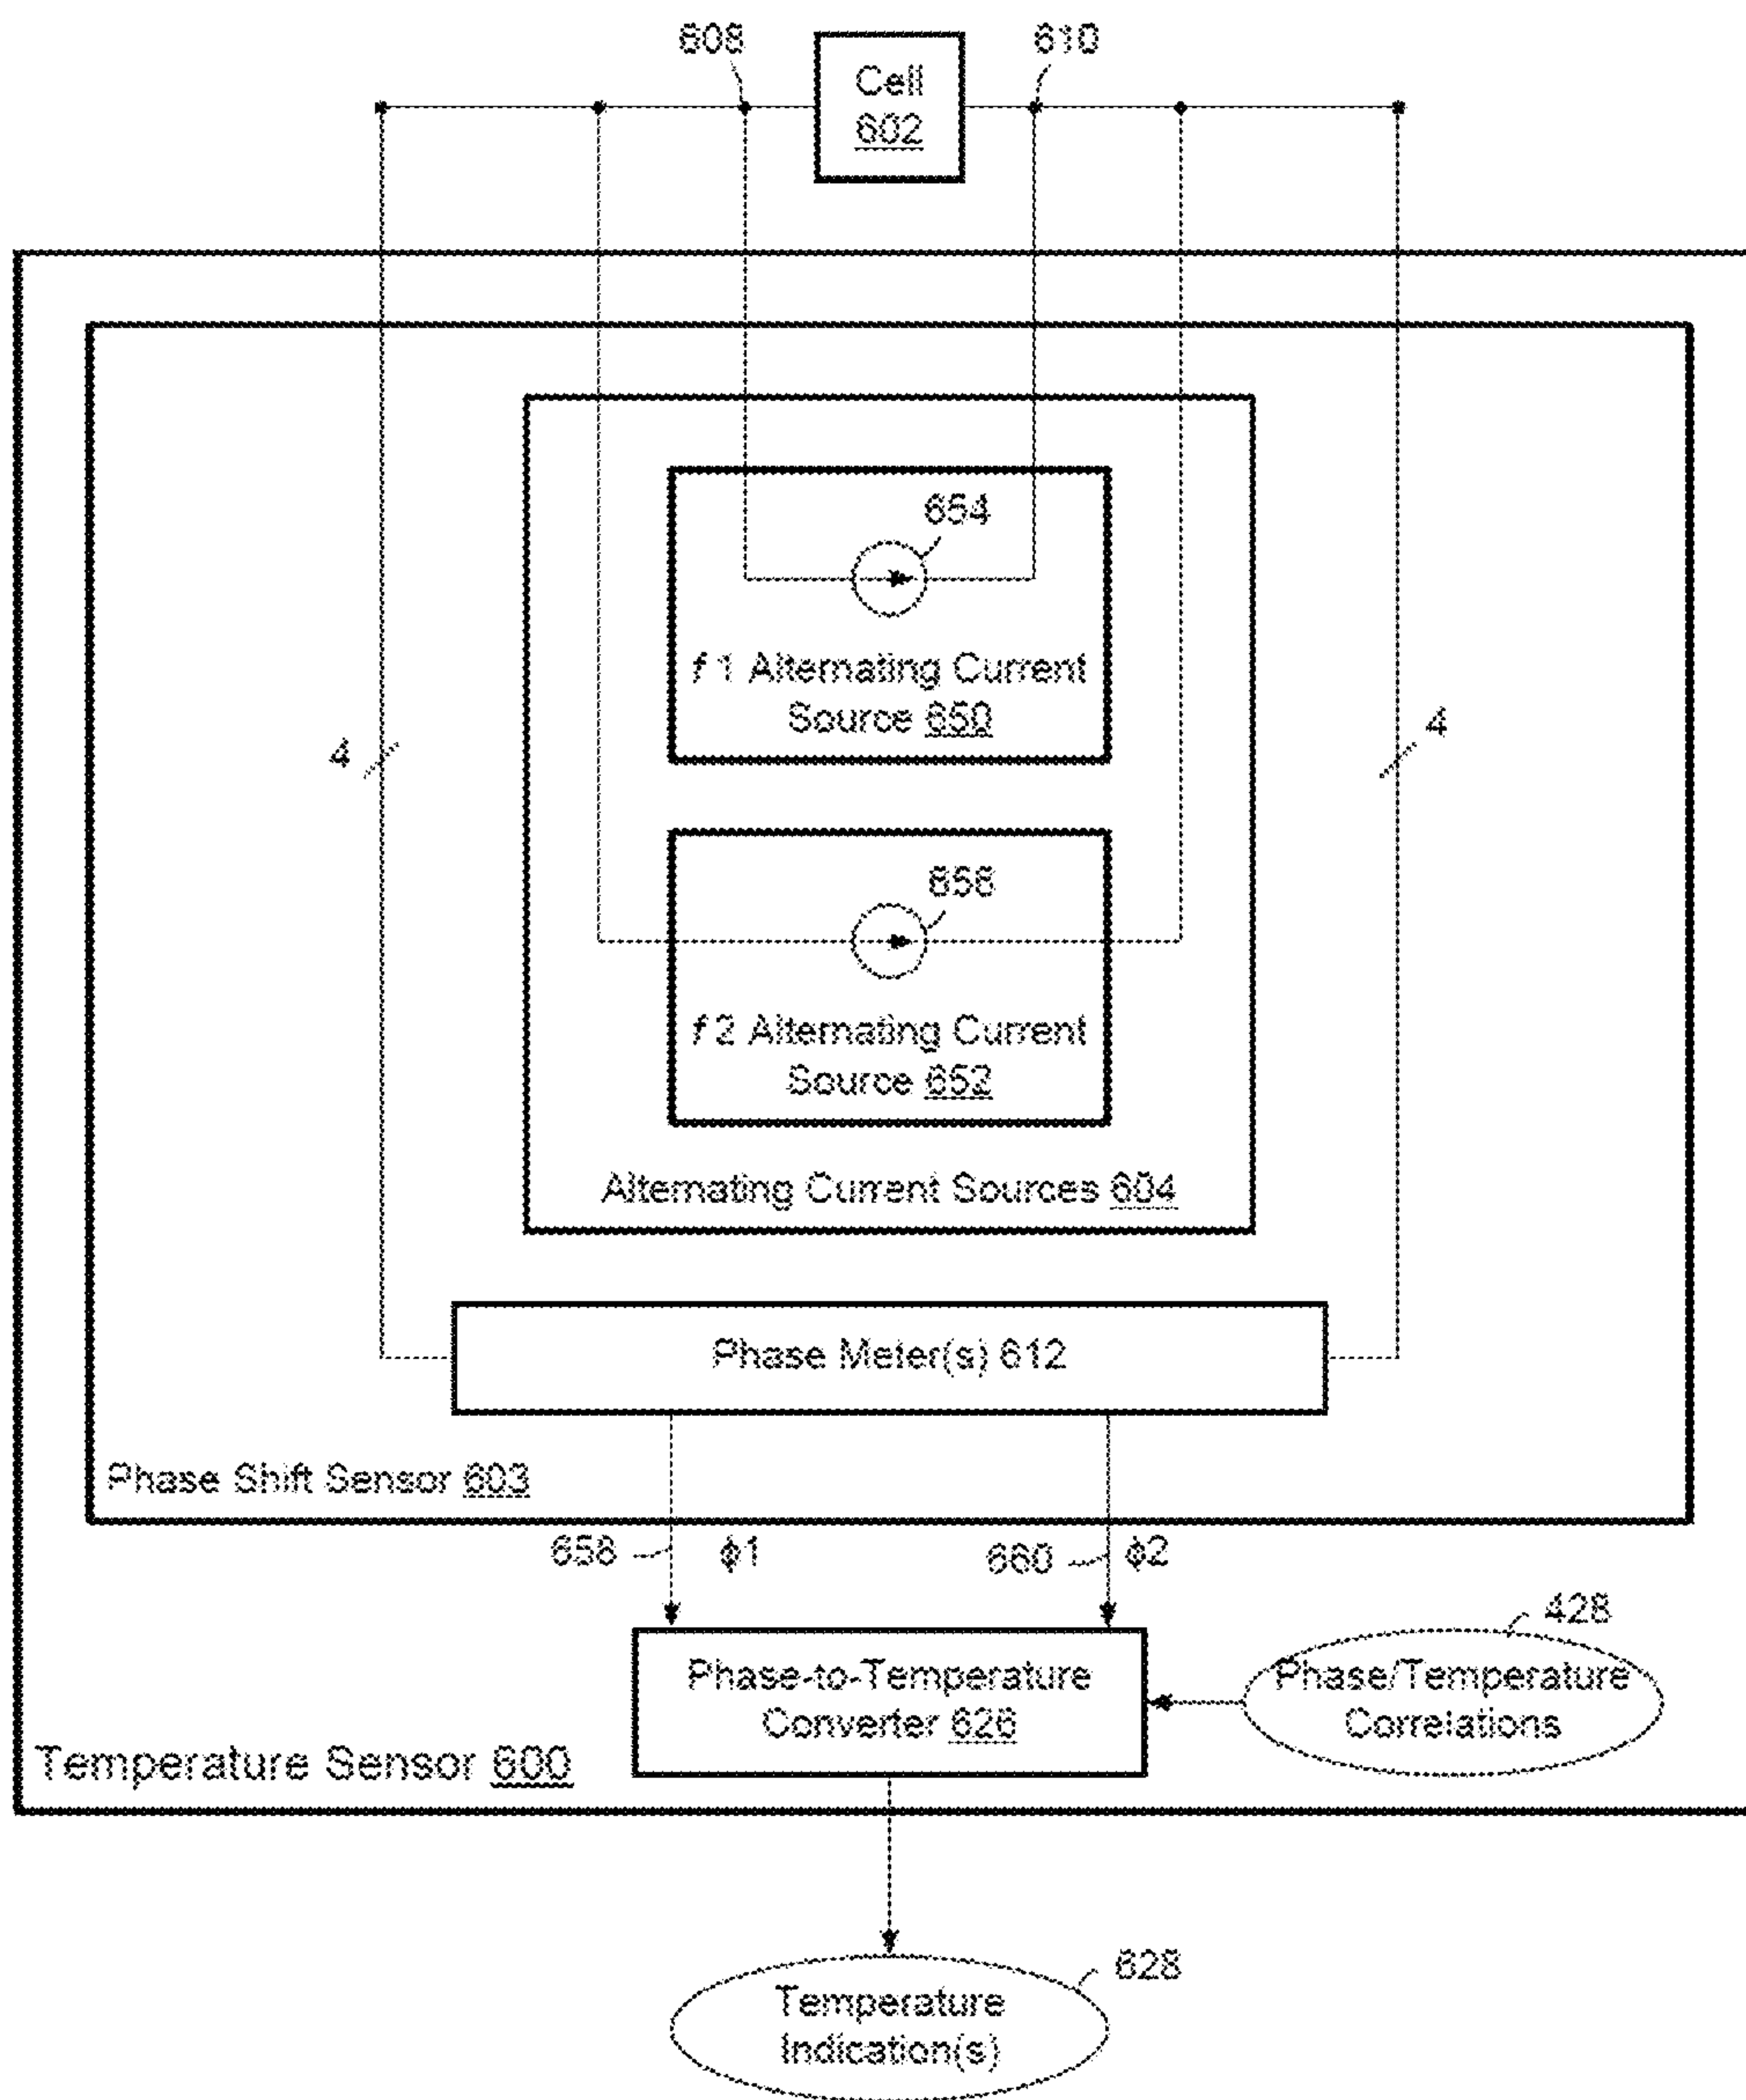 608
610
Cell
602
654
f 1 Alternating Current
Source 650
4
4
656
f 2 Alternating Current
Source 652
Alternating Current Sources 604
Phase Meter(s) 612
Phase Shift Sensor 603
658
ϕ1
660
ϕ2
428
Phase-to-Temperature
Converter 626
Phase/Temperature
Correlations
Temperature Sensor 600
628
Temperature
Indication(s)